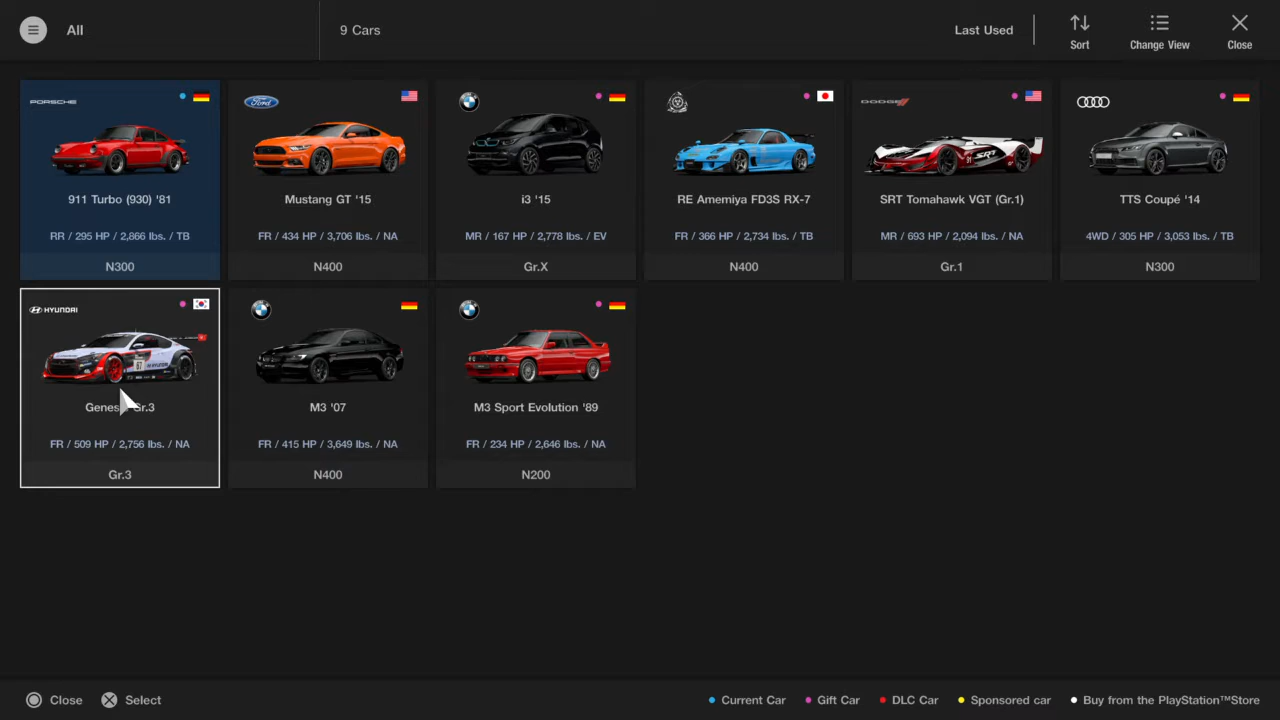 All
9 Cars
Last Used
Sort
Change View
Close
PORSCHE
911 Turbo (930) '81
RR / 295 HP / 2,866 lbs. / TB
N300
Ford
Mustang GT '15
FR / 434 HP / 3,706 lbs. / NA
N400
i3 '15
MR / 167 HP / 2,778 lbs. / EV
Gr.X
RE Amemiya FD3S RX-7
FR / 366 HP / 2,734 lbs. / TB
N400
DODGE
SRT
SRT Tomahawk VGT (Gr.1)
MR / 693 HP / 2,094 lbs. / NA
Gr.1
TTS Coupé '14
4WD / 305 HP / 3,053 lbs. / TB
N300
HYUNDAI
Gr.3
FR / 509 HP / 2,756 lbs. / NA
Gr.3
M3 '07
FR / 415 HP / 3,649 lbs. / NA
N400
M3 Sport Evolution '89
FR / 234 HP / 2,646 lbs. / NA
N200
Close
Select
Current Car
Gift Car
DLC Car
Sponsored car
Buy from the PlayStation™Store